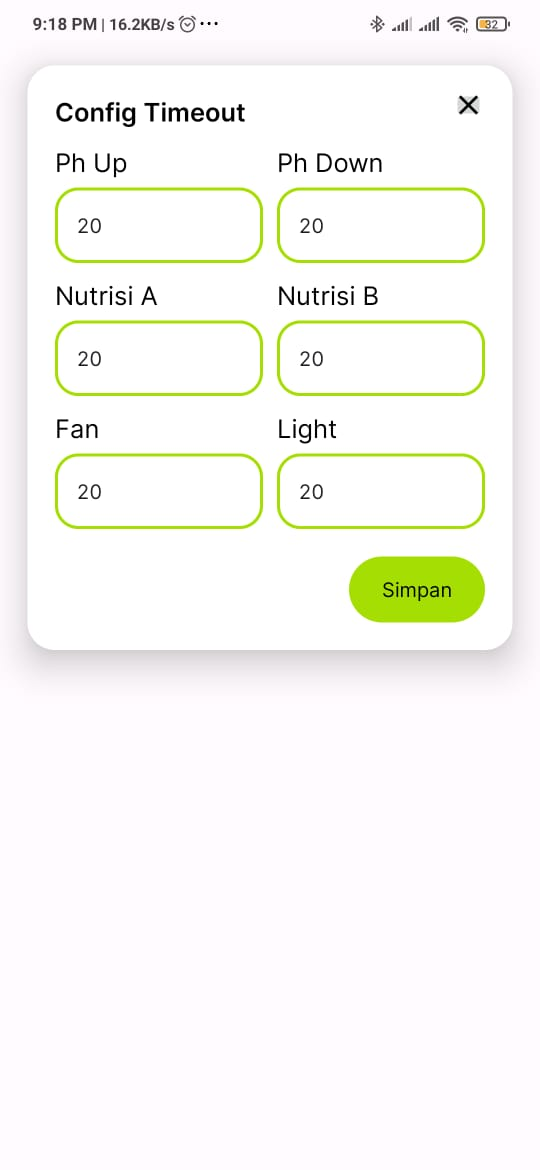 9:18 PM | 16.2KB/s ...
32
Config Timeout
Ph Up Ph Down
20 20
Nutrisi A Nutrisi B
20 20
Fan Light
20 20
Simpan